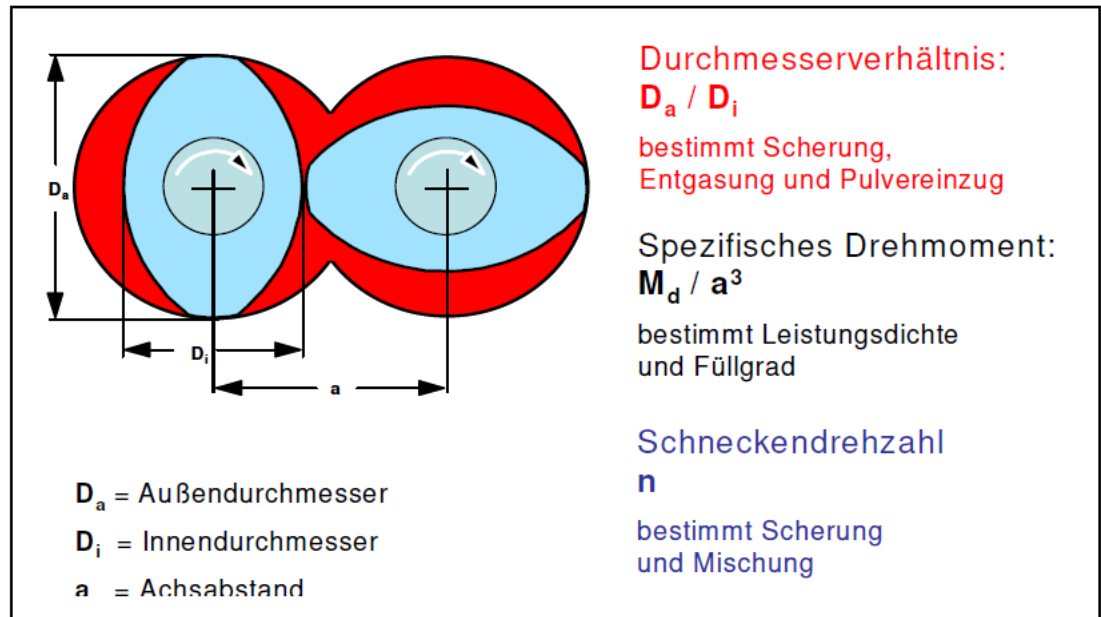 Dₐ
Dᵢ
a
Durchmesserverhältnis:
Dₐ / Dᵢ
bestimmt Scherung,
Entgasung und Pulvereinzug
Spezifisches Drehmoment:
M_d / a³
bestimmt Leistungsdichte
und Füllgrad
Schneckendrehzahl
n
bestimmt Scherung
und Mischung
Dₐ = Außendurchmesser
Dᵢ = Innendurchmesser
a = Achsabstand